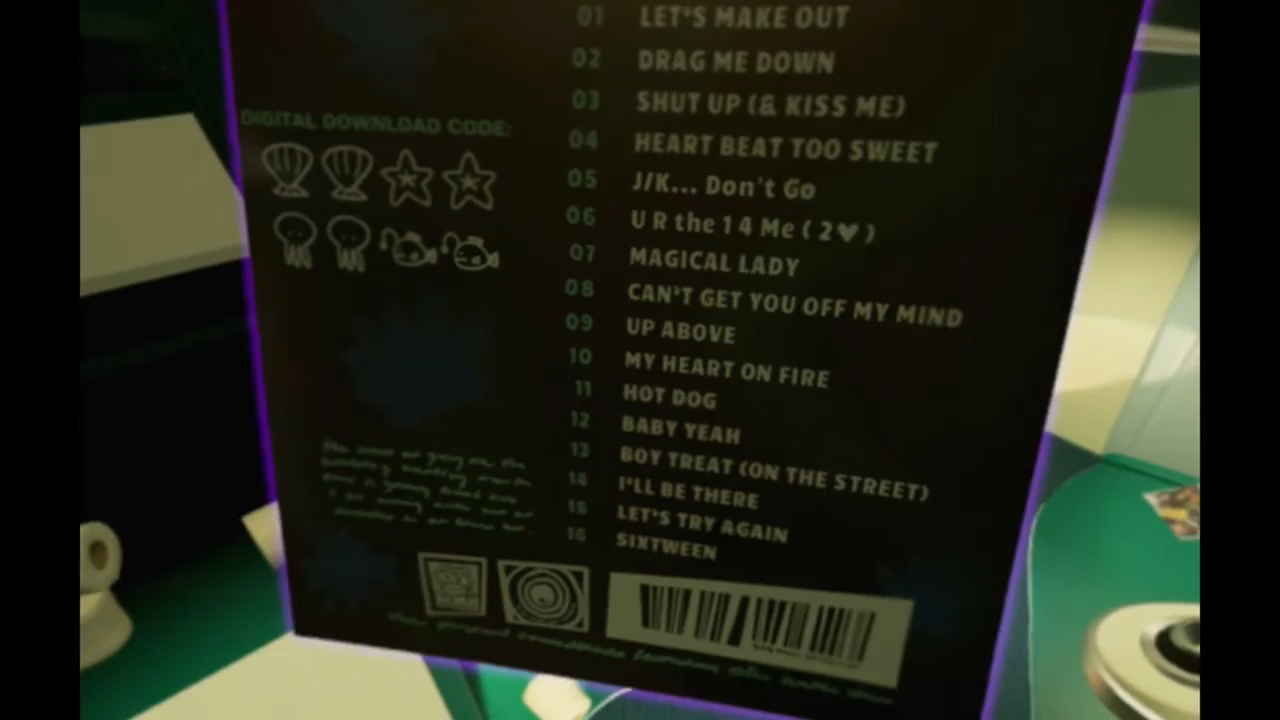 01 LET'S MAKE OUT
02 DRAG ME DOWN
03 SHUT UP (& KISS ME)
DIGITAL DOWNLOAD CODE:
04 HEART BEAT TOO SWEET
05 J/K... Don't Go
06 U R the 1 4 Me ( 2 ♥ )
07 MAGICAL LADY
08 CAN'T GET YOU OFF MY MIND
09 UP ABOVE
10 MY HEART ON FIRE
11 HOT DOG
12 BABY YEAH
13 BOY TREAT (ON THE STREET)
14 I'LL BE THERE
15 LET'S TRY AGAIN
16 SIXTWEEN